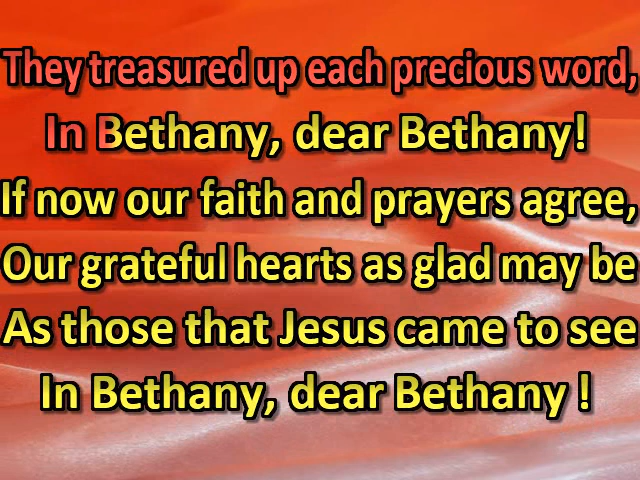 They treasured up each precious word,
In Bethany, dear Bethany!
If now our faith and prayers agree,
Our grateful hearts as glad may be
As those that Jesus came to see
In Bethany, dear Bethany !